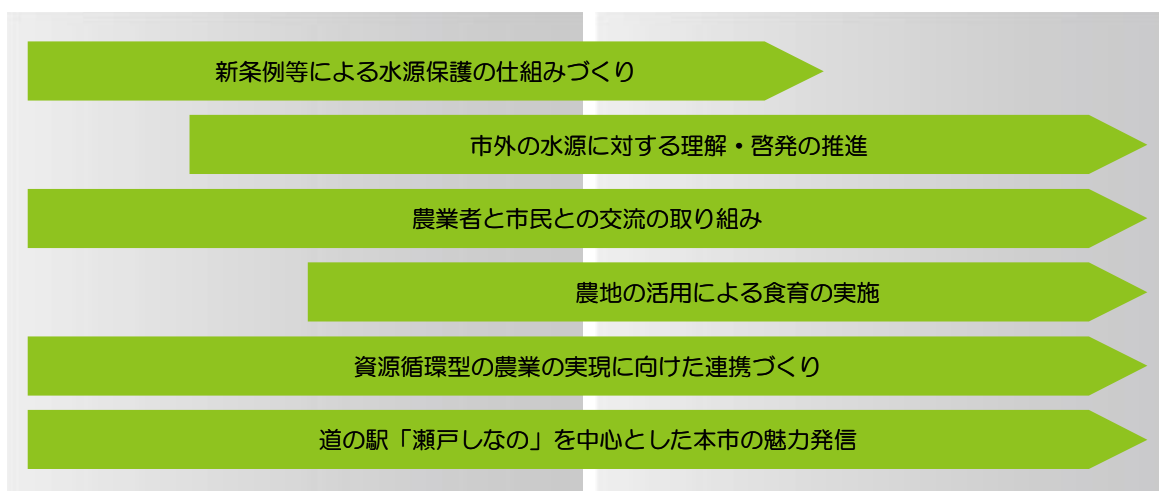 新条例等による水源保護の仕組みづくり
市外の水源に対する理解・啓発の推進
農業者と市民との交流の取り組み
農地の活用による食育の実施
資源循環型の農業の実現に向けた連携づくり
道の駅「瀬戸しなの」を中心とした本市の魅力発信